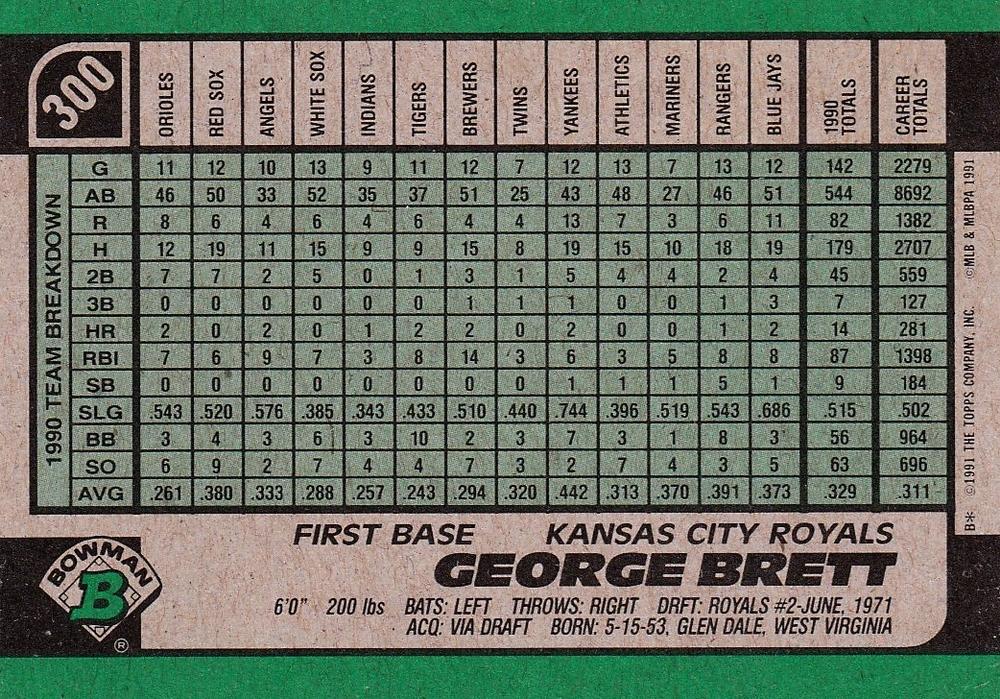 300
ORIOLES RED SOX ANGELS WHITE SOX INDIANS TIGERS BREWERS TWINS YANKEES ATHLETICS MARINERS RANGERS BLUE JAYS 1990 TOTALS CAREER TOTALS
1990 TEAM BREAKDOWN
G 11 12 10 13 9 11 12 7 12 13 7 13 12 142 2279
AB 46 50 33 52 35 37 51 25 43 48 27 46 51 544 8692
R 8 6 4 6 4 6 4 4 13 7 3 6 11 82 1382
H 12 19 11 15 9 9 15 8 19 15 10 18 19 179 2707
2B 7 7 2 5 0 1 3 1 5 4 4 2 4 45 559
3B 0 0 0 0 0 0 1 1 1 0 0 1 3 7 127
HR 2 0 2 0 1 2 2 0 2 0 0 1 2 14 281
RBI 7 6 9 7 3 8 14 3 6 3 5 8 8 87 1398
SB 0 0 0 0 0 0 0 0 1 1 1 5 1 9 184
SLG .543 .520 .576 .385 .343 .433 .510 .440 .744 .396 .519 .543 .686 .515 .502
BB 3 4 3 6 3 10 2 3 7 3 1 8 3 56 964
SO 6 9 2 7 4 4 7 3 2 7 4 3 5 63 696
AVG .261 .380 .333 .288 .257 .243 .294 .320 .442 .313 .370 .391 .373 .329 .311
B* ©1991 THE TOPPS COMPANY, INC. ©MLB & MLBPA 1991
FIRST BASE KANSAS CITY ROYALS
GEORGE BRETT
6'0" 200 lbs BATS: LEFT THROWS: RIGHT DRFT: ROYALS #2-JUNE, 1971
ACQ: VIA DRAFT BORN: 5-15-53, GLEN DALE, WEST VIRGINIA
BOWMAN
B
®